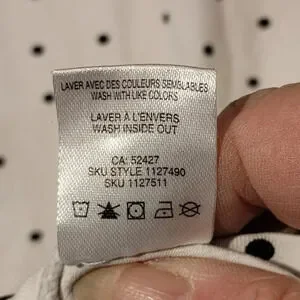 LAVER AVEC DES COULEURS SEMBLABLES
WASH WITH LIKE COLORS
LAVER À L'ENVERS
WASH INSIDE OUT
CA: 52427
SKU STYLE 1127490
SKU 1127511